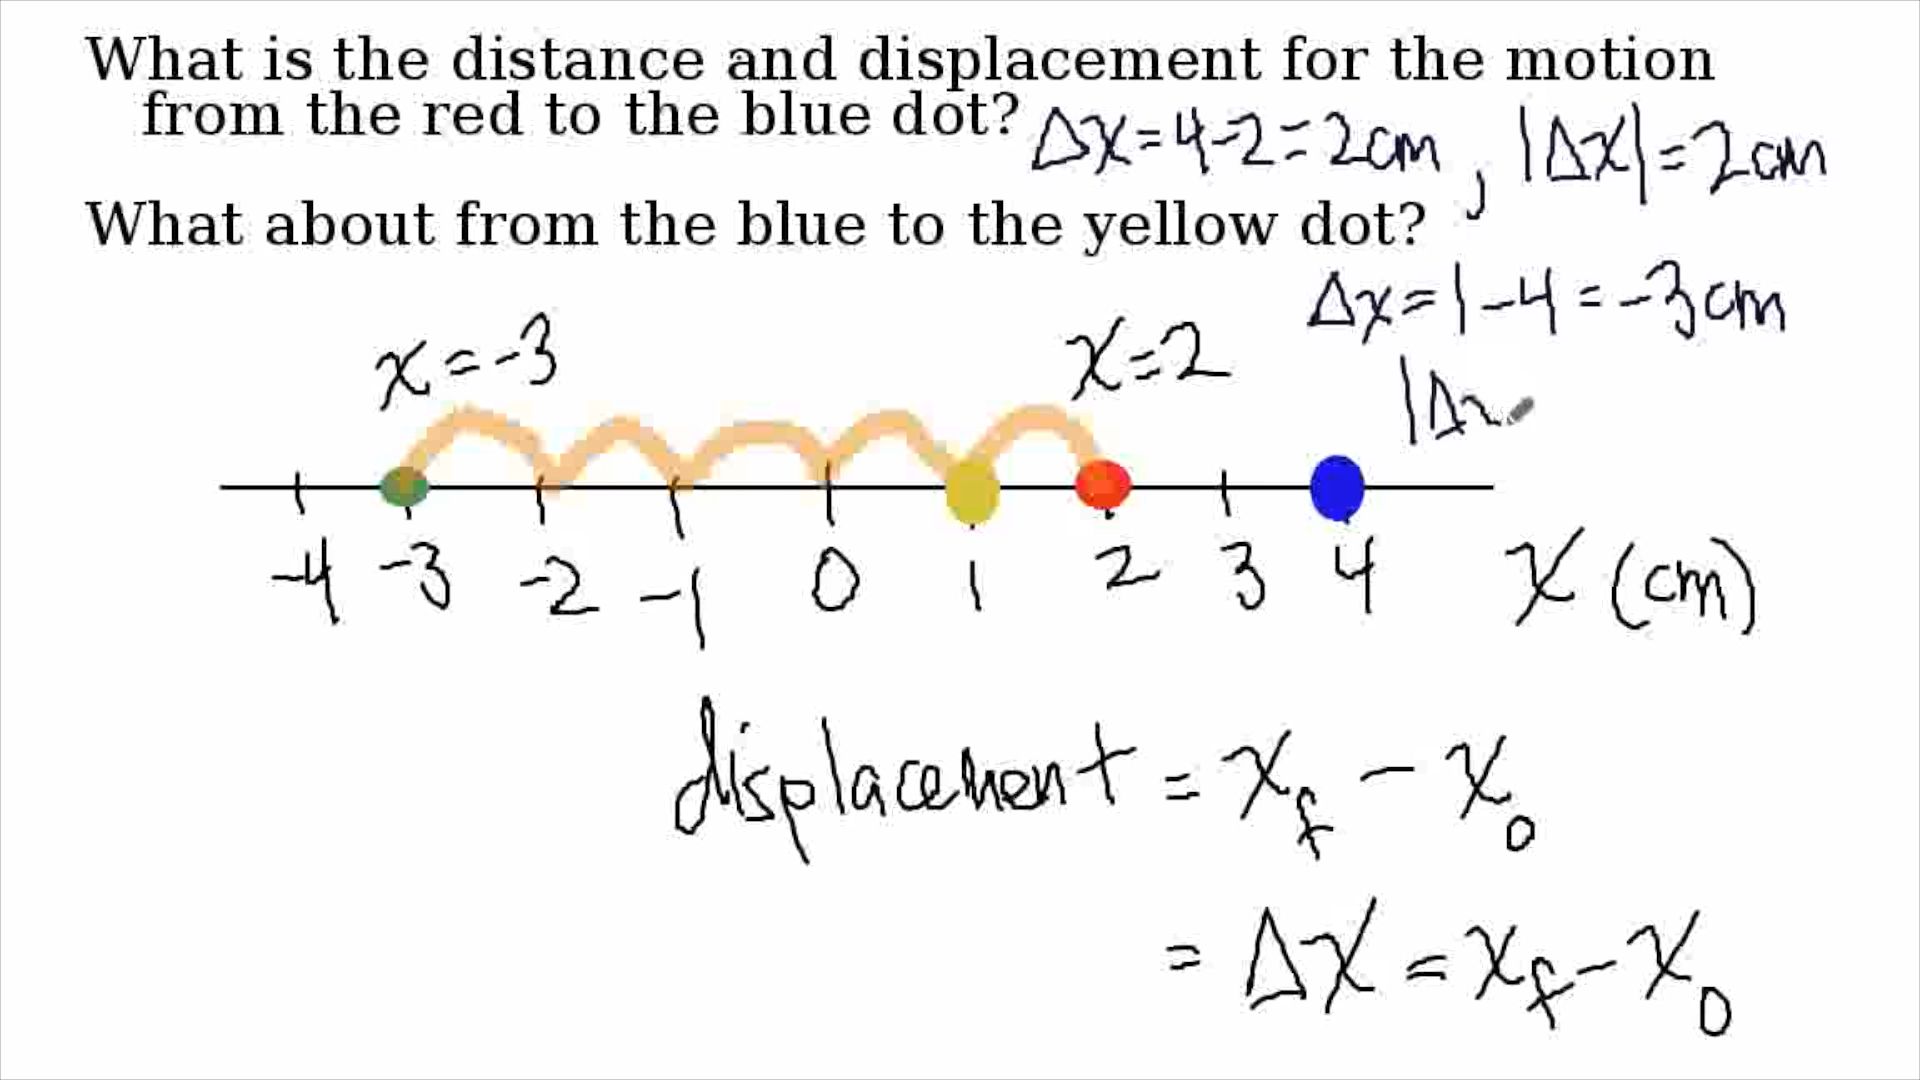 What is the distance and displacement for the motion
from the red to the blue dot? Δx = 4 - 2 = 2cm , |Δx| = 2cm
What about from the blue to the yellow dot?
Δx = 1 - 4 = -3cm
x = -3
x = 2
|Δx
-4 -3 -2 -1 0 1 2 3 4 x (cm)
displacement = x_f - x_0
= Δx = x_f - x_0